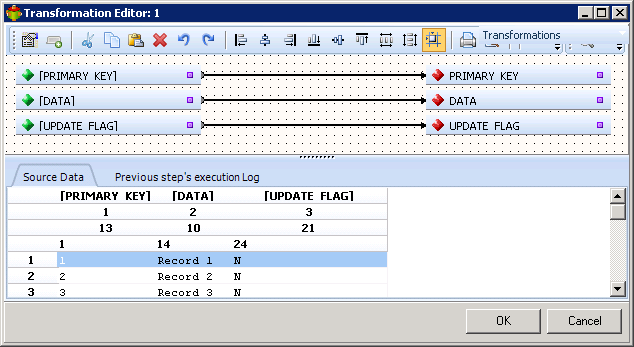 Transformation Editor: 1
Transformations
[PRIMARY KEY] PRIMARY KEY
[DATA] DATA
[UPDATE FLAG] UPDATE FLAG
Source Data Previous step's execution Log
[PRIMARY KEY] [DATA] [UPDATE FLAG]
1 2 3
13 10 21
1 14 24
1 1 Record 1 N
2 2 Record 2 N
3 3 Record 3 N
OK Cancel